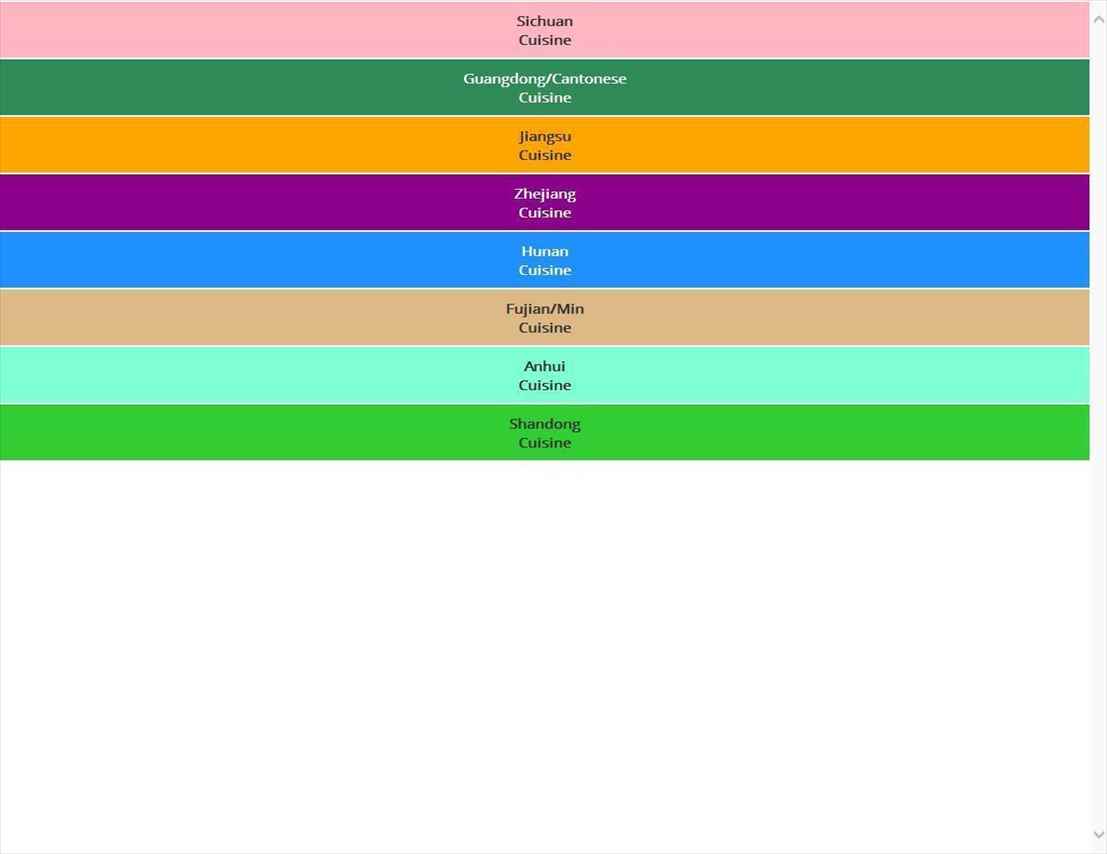 Sichuan
Cuisine
Guangdong/Cantonese
Cuisine
Jiangsu
Cuisine
Zhejiang
Cuisine
Hunan
Cuisine
Fujian/Min
Cuisine
Anhui
Cuisine
Shandong
Cuisine